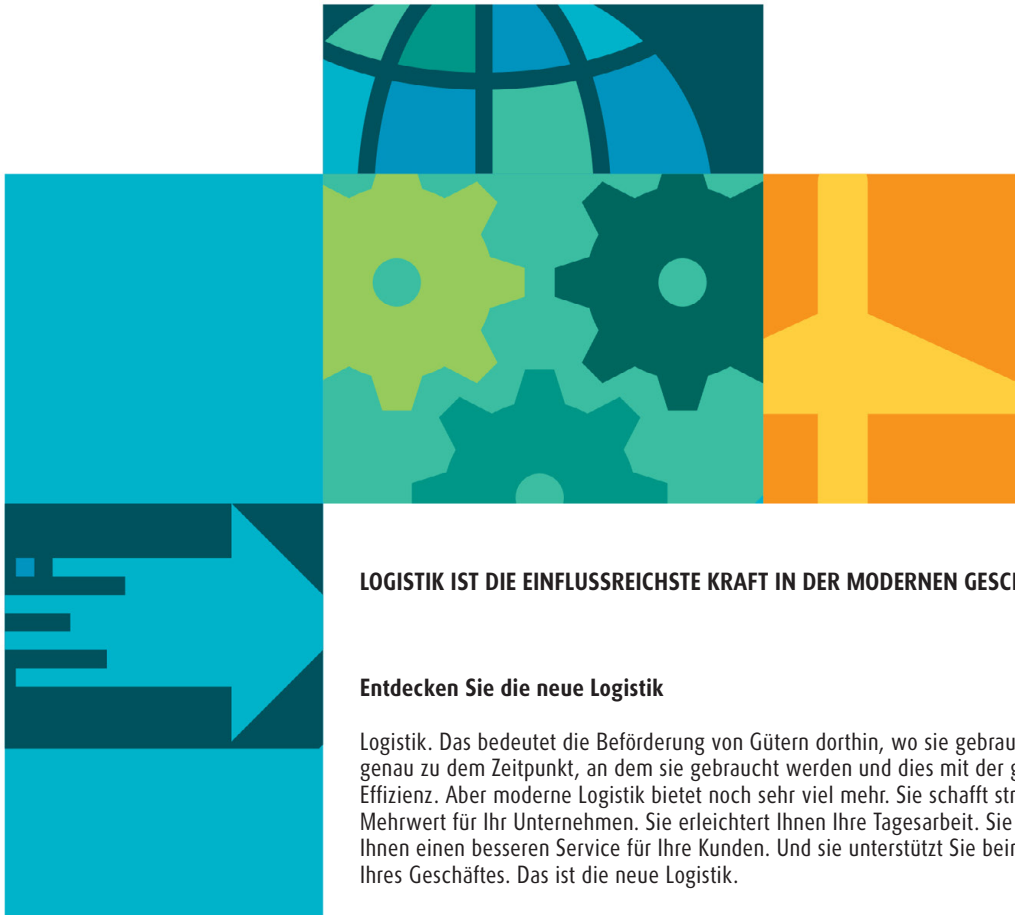 LOGISTIK IST DIE EINFLUSSREICHSTE KRAFT IN DER MODERNEN
Entdecken Sie die neue Logistik
Logistik. Das bedeutet die Beförderung von Gütern dorthin, wo sie
genau zu dem Zeitpunkt, an dem sie gebraucht werden und dies mit der
Effizienz. Aber moderne Logistik bietet noch sehr viel mehr. Sie schafft
Mehrwert für Ihr Unternehmen. Sie erleichtert Ihnen Ihre Tagesarbeit. Sie
Ihnen einen besseren Service für Ihre Kunden. Und sie unterstützt Sie
Ihres Geschäftes. Das ist die neue Logistik.